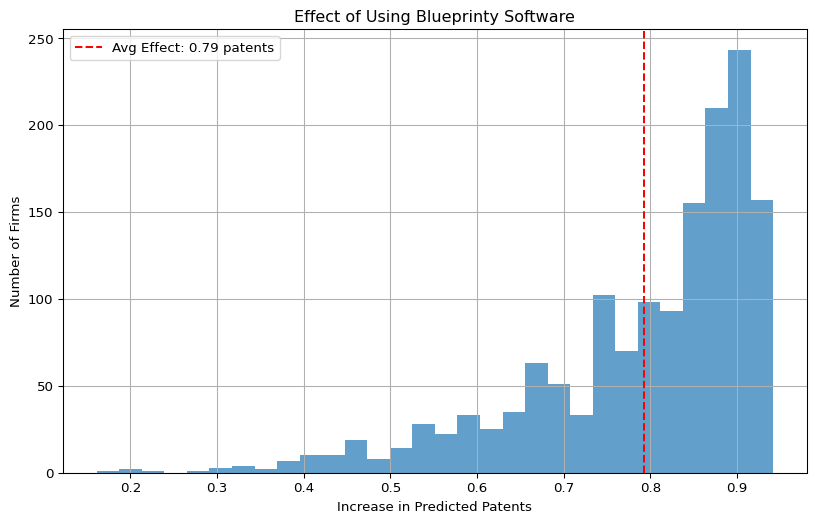 Effect of Using Blueprinty Software
Avg Effect: 0.79 patents
250
200
150
100
50
0
Number of Firms
0.2 0.3 0.4 0.5 0.6 0.7 0.8 0.9
Increase in Predicted Patents